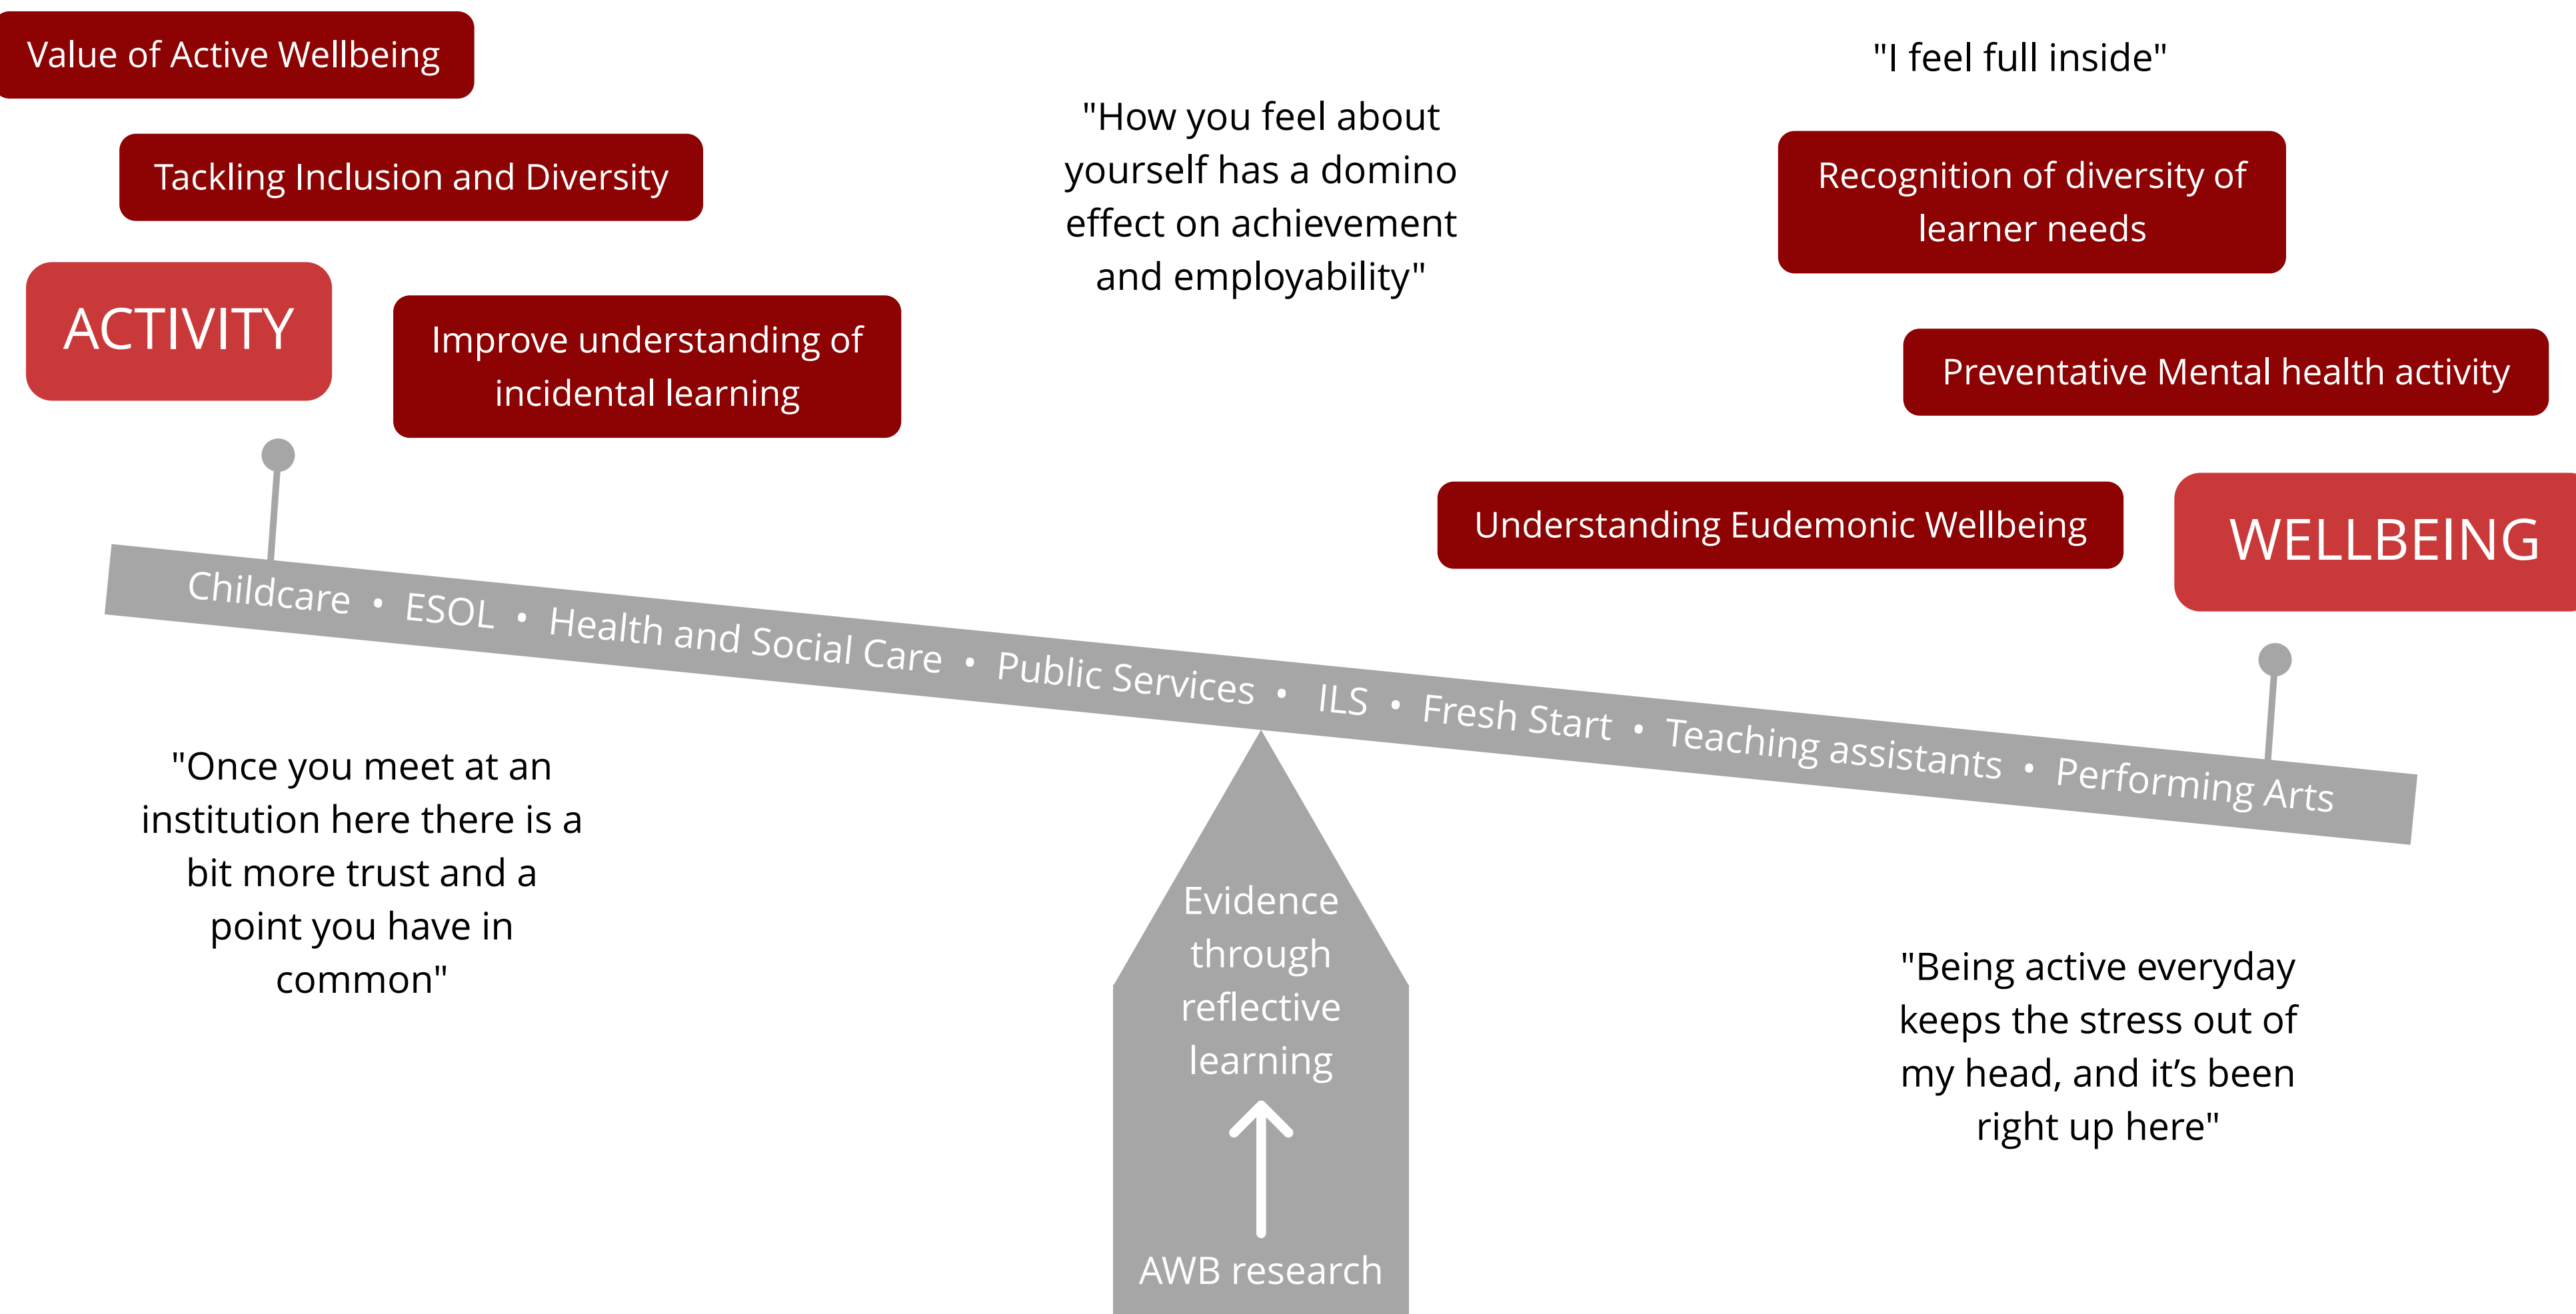 Value of Active Wellbeing
Tackling Inclusion and Diversity
ACTIVITY
Improve understanding of
incidental learning
"How you feel about
yourself has a domino
effect on achievement
and employability"
"I feel full inside"
Recognition of diversity of
learner needs
Preventative Mental health activity
Understanding Eudemonic Wellbeing
WELLBEING
Childcare • ESOL • Health and Social Care • Public Services • ILS • Fresh Start • Teaching assistants • Performing Arts
"Once you meet at an
institution here there is a
bit more trust and a
point you have in
common"
Evidence
through
reflective
learning
AWB research
"Being active everyday
keeps the stress out of
my head, and it’s been
right up here"